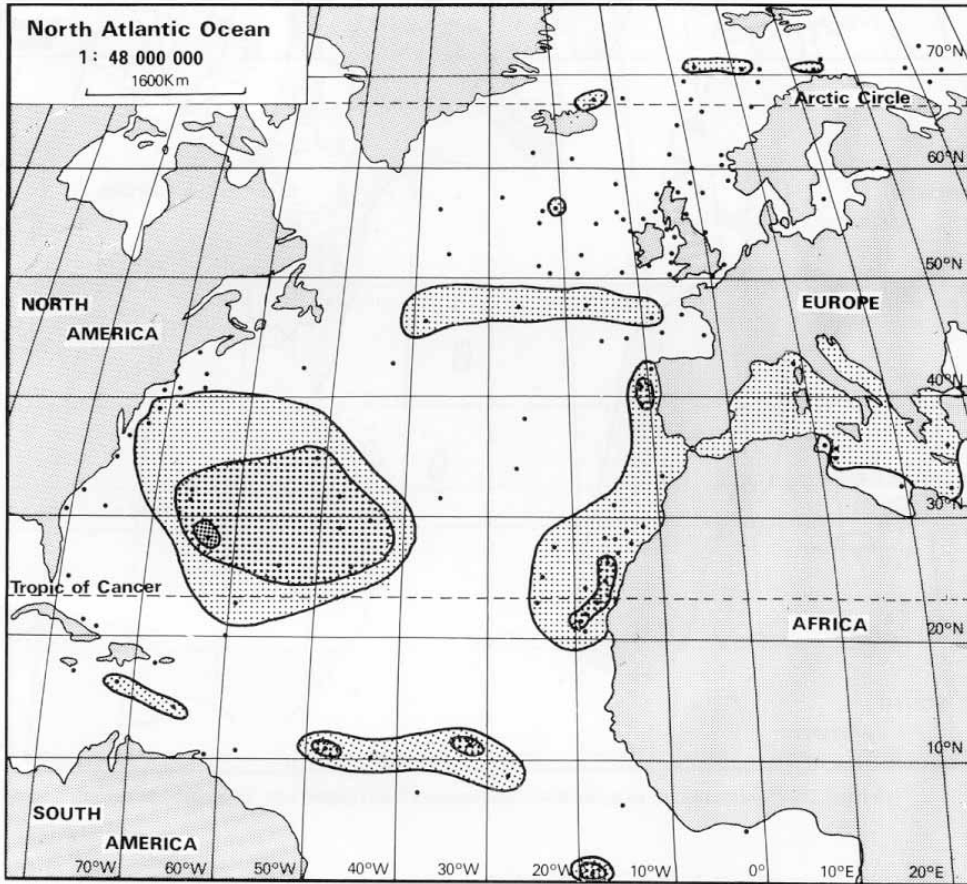 North Atlantic Ocean
1: 48 000 000
1600Km
70°N
Arctic Circle
60°N
50°N
NORTH
AMERICA
EUROPE
40°N
30°N
Tropic of Cancer
AFRICA
20°N
10°N
SOUTH
AMERICA
70°W 60°W 50°W 40°W 30°W 20°W 10°W 0° 10°E 20°E